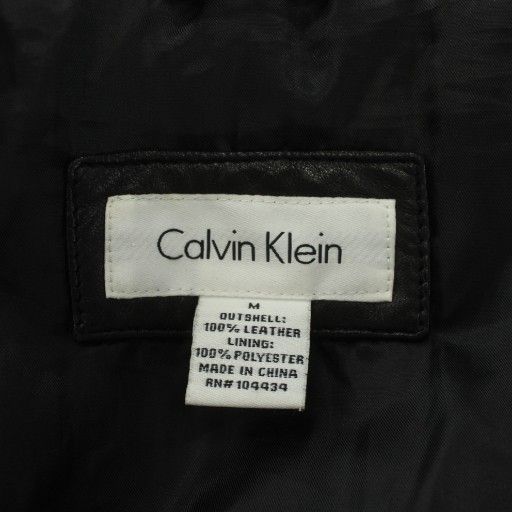 Calvin Klein
M
OUTSHELL:
100% LEATHER
LINING:
100% POLYESTER
MADE IN CHINA
RN# 104434